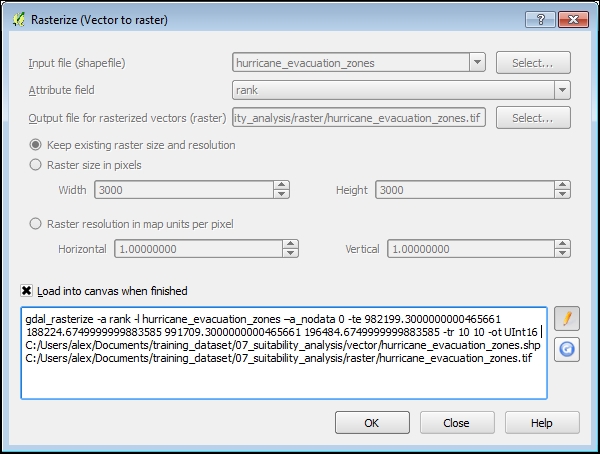 Rasterize (Vector to raster)
Input file (shapefile) hurricane_evacuation_zones Select...
Attribute field rank
Output file for rasterized vectors (raster) ity_analysis/raster/hurricane_evacuation_zones.tif Select...
Keep existing raster size and resolution
Raster size in pixels
Width 3000 Height 3000
Raster resolution in map units per pixel
Horizontal 1.00000000 Vertical 1.00000000
Load into canvas when finished
gdal_rasterize -a rank -l hurricane_evacuation_zones –a_nodata 0 -te 982199.3000000000465661
188224.6749999999883585 991709.3000000000465661 196484.6749999999883585 -tr 10 10 -ot UInt16
C:/Users/alex/Documents/training_dataset/07_suitability_analysis/vector/hurricane_evacuation_zones.shp
C:/Users/alex/Documents/training_dataset/07_suitability_analysis/raster/hurricane_evacuation_zones.tif
OK Close Help